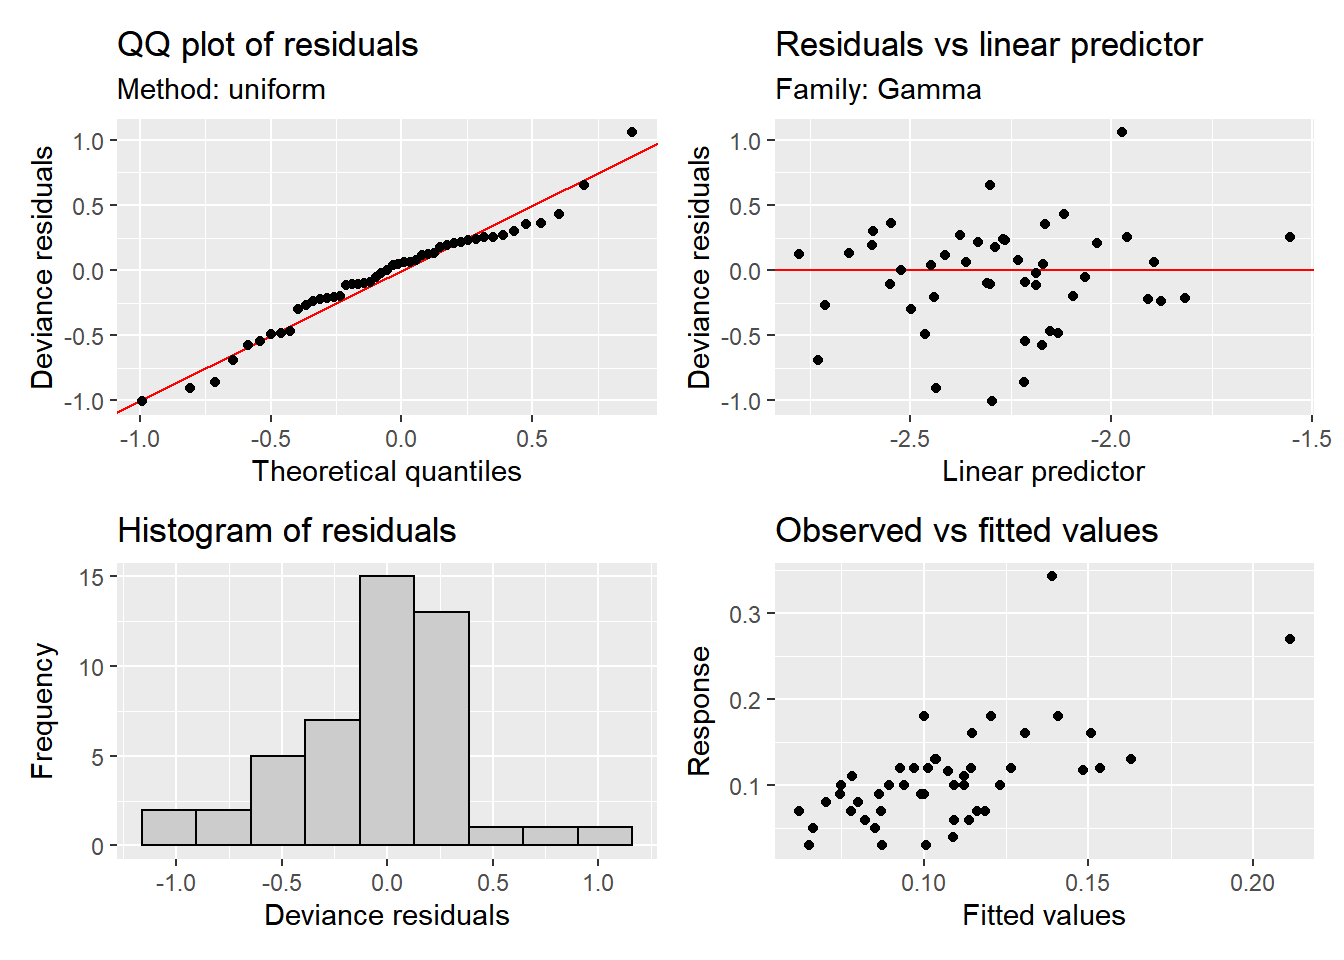 QQ plot of residuals
Method: uniform
1.0
0.5
0.0
-0.5
-1.0
Deviance residuals
-1.0
-0.5
0.0
0.5
Theoretical quantiles
Residuals vs linear predictor
Family: Gamma
1.0
0.5
0.0
-0.5
-1.0
Deviance residuals
-2.5
-2.0
-1.5
Linear predictor
Histogram of residuals
15
10
5
0
Frequency
-1.0
-0.5
0.0
0.5
1.0
Deviance residuals
Observed vs fitted values
0.3
0.2
0.1
Response
0.10
0.15
0.20
Fitted values